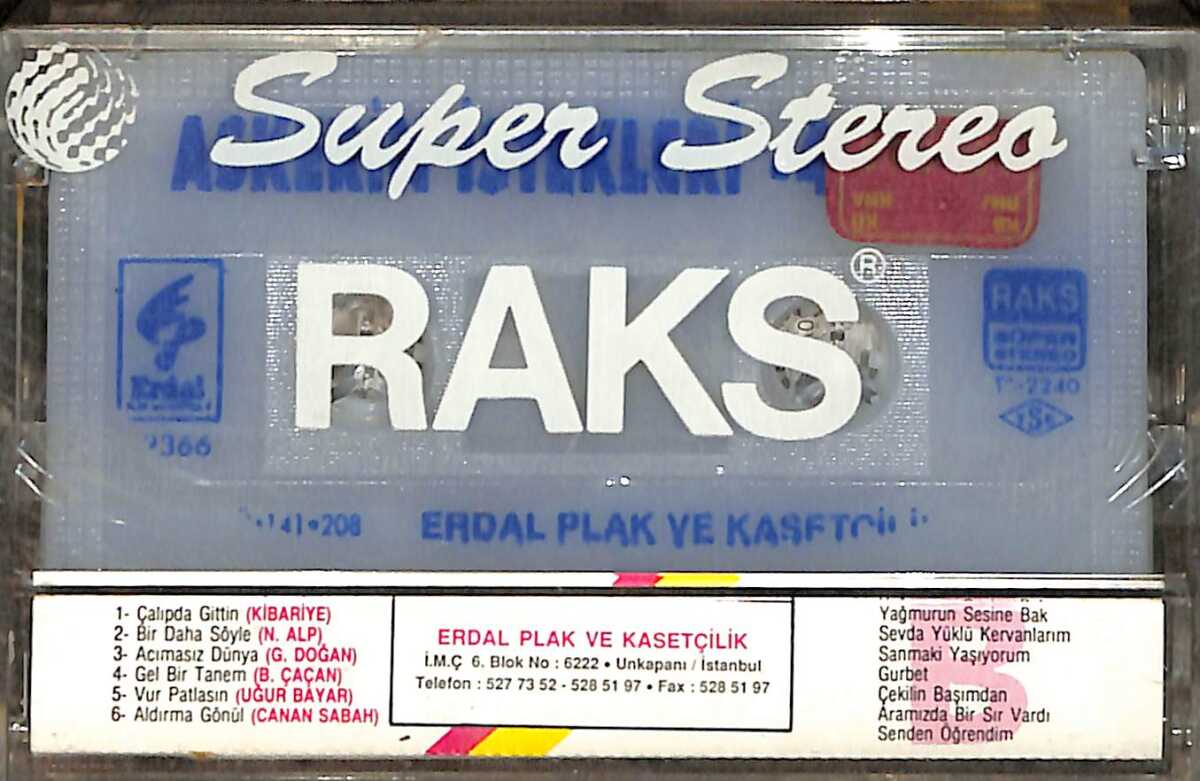 Super Stereo
RAKS®
Erdal
RAKS
SÜPER
STEREO
2240
TSE
141•208
ERDAL PLAK VE
1- Çalıpda Gittin (KİBARİYE)
2- Bir Daha Söyle (N. ALP)
3- Acımasız Dünya (G. DOĞAN)
4- Gel Bir Tanem (B. ÇAÇAN)
5- Vur Patlasın (UĞUR BAYAR)
6- Aldırma Gönül (CANAN SABAH)
ERDAL PLAK VE KASETÇİLİK
İ.M.Ç 6. Blok No : 6222 • Unkapanı / İstanbul
Telefon : 527 73 52 - 528 51 97 • Fax : 528 51 97
B
Yağmurun Sesine Bak
Sevda Yüklü Kervanlarım
Sanmaki Yaşıyorum
Gurbet
Çekilin Başımdan
Aramızda Bir Sır Vardı
Senden Öğrendim